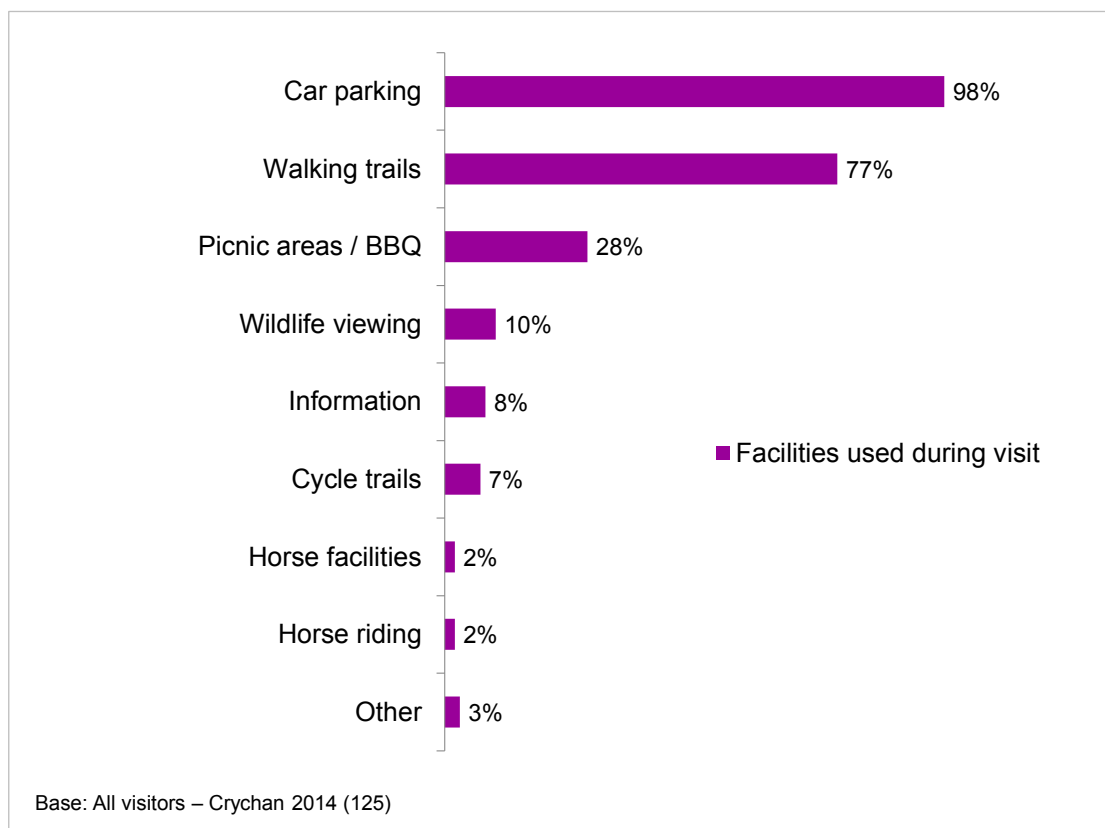 Car parking 98%
Walking trails 77%
Picnic areas / BBQ 28%
Wildlife viewing 10%
Information 8%
Facilities used during visit
Cycle trails 7%
Horse facilities 2%
Horse riding 2%
Other 3%
Base: All visitors – Crychan 2014 (125)